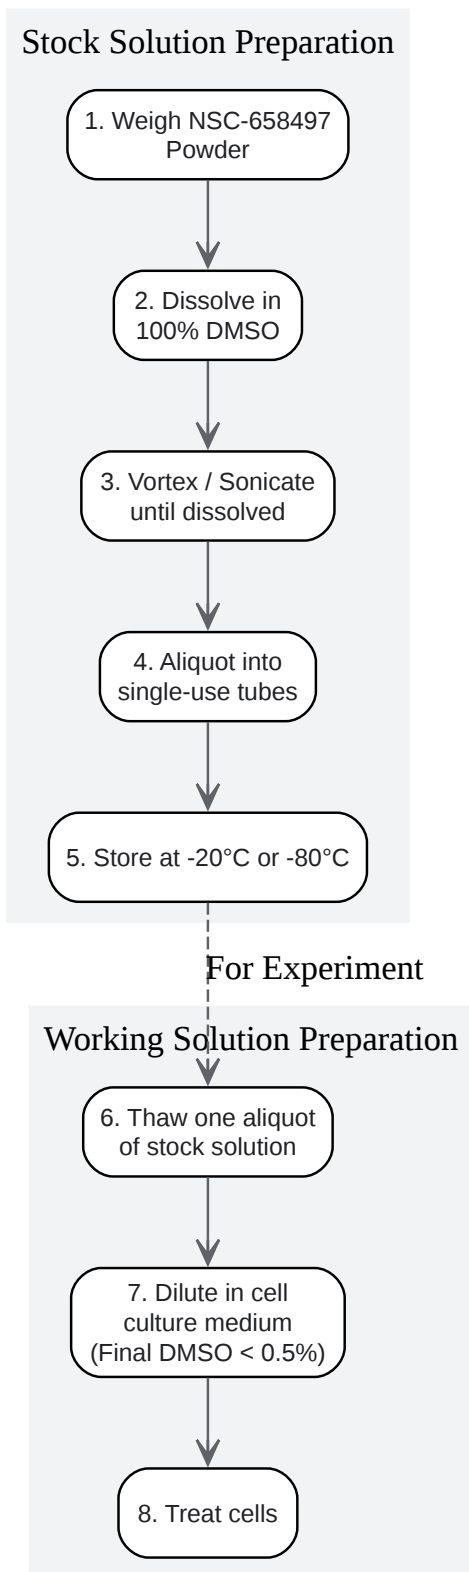 Stock Solution Preparation
1. Weigh NSC-658497
Powder
2. Dissolve in
100% DMSO
3. Vortex / Sonicate
until dissolved
4. Aliquot into
single-use tubes
5. Store at -20°C or -80°C
For Experiment
Working Solution Preparation
6. Thaw one aliquot
of stock solution
7. Dilute in cell
culture medium
(Final DMSO < 0.5%)
8. Treat cells